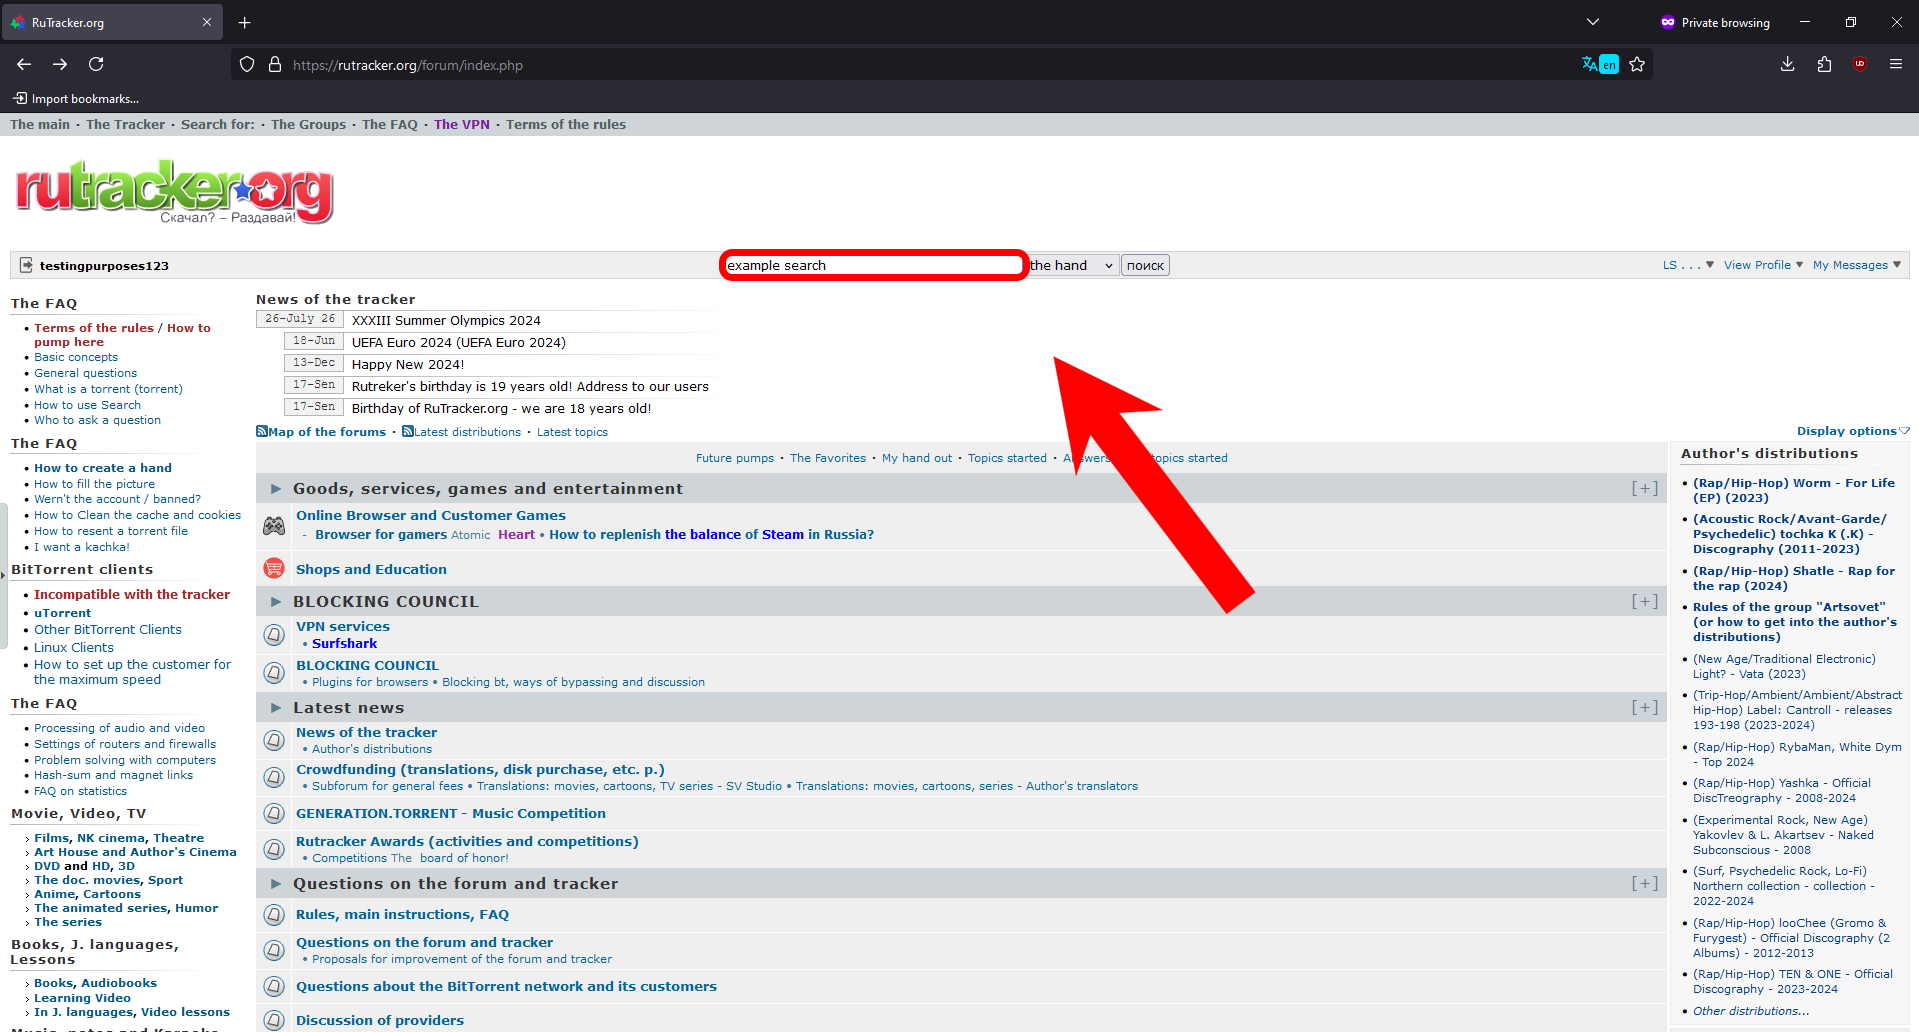 RuTracker.org
Private browsing
https://rutracker.org/forum/index.php
en
Import bookmarks...
The main · The Tracker · Search for: · The Groups · The FAQ · The VPN · Terms of the rules
rutracker.org
Скачал? – Раздавай!
testingpurposes123
example search
the hand
поиск
LS . . .
View Profile
My Messages
The FAQ
Terms of the rules / How to
pump here
Basic concepts
General questions
What is a torrent (torrent)
How to use Search
Who to ask a question
The FAQ
How to create a hand
How to fill the picture
Wern't the account / banned?
How to Clean the cache and cookies
How to resent a torrent file
I want a kachka!
BitTorrent clients
Incompatible with the tracker
uTorrent
Other BitTorrent Clients
Linux Clients
How to set up the customer for
the maximum speed
The FAQ
Processing of audio and video
Settings of routers and firewalls
Problem solving with computers
Hash-sum and magnet links
FAQ on statistics
Movie, Video, TV
Films, NK cinema, Theatre
Art House and Author's Cinema
DVD and HD, 3D
The doc. movies, Sport
Anime, Cartoons
The animated series, Humor
The series
Books, J. languages,
Lessons
Books, Audiobooks
Learning Video
In J. languages, Video lessons
News of the tracker
26-July 26 XXXIII Summer Olympics 2024
18-Jun UEFA Euro 2024 (UEFA Euro 2024)
13-Dec Happy New 2024!
17-Sen Rutreker's birthday is 19 years old! Address to our users
17-Sen Birthday of RuTracker.org - we are 18 years old!
Map of the forums · Latest distributions · Latest topics
Display options
Future pumps · The Favorites · My hand out · Topics started · topics started
Goods, services, games and entertainment [+]
Online Browser and Customer Games
- Browser for gamers Atomic Heart • How to replenish the balance of Steam in Russia?
Shops and Education
BLOCKING COUNCIL [+]
VPN services
• Surfshark
BLOCKING COUNCIL
• Plugins for browsers • Blocking bt, ways of bypassing and discussion
Latest news [+]
News of the tracker
• Author's distributions
Crowdfunding (translations, disk purchase, etc. p.)
• Subforum for general fees • Translations: movies, cartoons, TV series - SV Studio • Translations: movies, cartoons, series - Author's translators
GENERATION.TORRENT - Music Competition
Rutracker Awards (activities and competitions)
• Competitions The board of honor!
Questions on the forum and tracker [+]
Rules, main instructions, FAQ
Questions on the forum and tracker
• Proposals for improvement of the forum and tracker
Questions about the BitTorrent network and its customers
Discussion of providers
Author's distributions
(Rap/Hip-Hop) Worm - For Life
(EP) (2023)
(Acoustic Rock/Avant-Garde/
Psychedelic) tochka K (.K) -
Discography (2011-2023)
(Rap/Hip-Hop) Shatle - Rap for
the rap (2024)
Rules of the group "Artsovet"
(or how to get into the author's
distributions)
(New Age/Traditional Electronic)
Light? - Vata (2023)
(Trip-Hop/Ambient/Ambient/Abstract
Hip-Hop) Label: Cantroll - releases
193-198 (2023-2024)
(Rap/Hip-Hop) RybaMan, White Dym
- Top 2024
(Rap/Hip-Hop) Yashka - Official
DiscTreography - 2008-2024
(Experimental Rock, New Age)
Yakovlev & L. Akartsev - Naked
Subconscious - 2008
(Surf, Psychedelic Rock, Lo-Fi)
Northern collection - collection -
2022-2024
(Rap/Hip-Hop) looChee (Gromo &
Furygest) - Official Discography (2
Albums) - 2012-2013
(Rap/Hip-Hop) TEN & ONE - Official
Discography - 2023-2024
Other distributions...